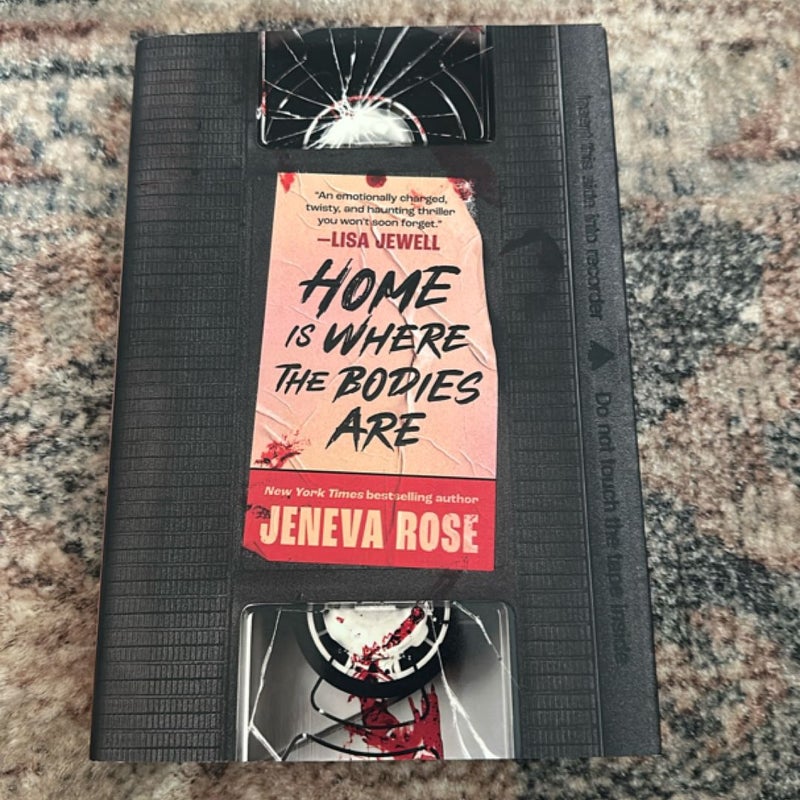 "An emotionally charged,
twisty, and haunting thriller
you won't soon forget."
—LISA JEWELL
HOME
IS WHERE
THE BODIES
ARE
New York Times bestselling author
JENEVA ROSE
Insert this side into recorder
Do not touch the tape inside